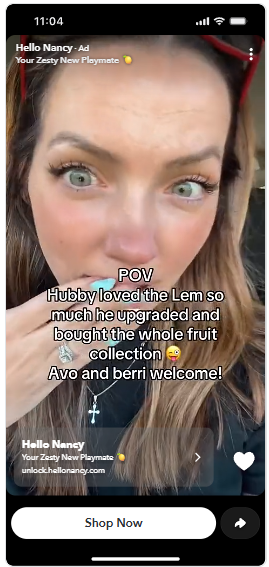 11:04
Hello Nancy · Ad
Your Zesty New Playmate 🍋
POV
Hubby loved the Lem so
much he upgraded and
bought the whole fruit
collection 😜
Avo and berri welcome!
Hello Nancy
Your Zesty New Playmate 🍋
unlock.hellonancy.com
Shop Now